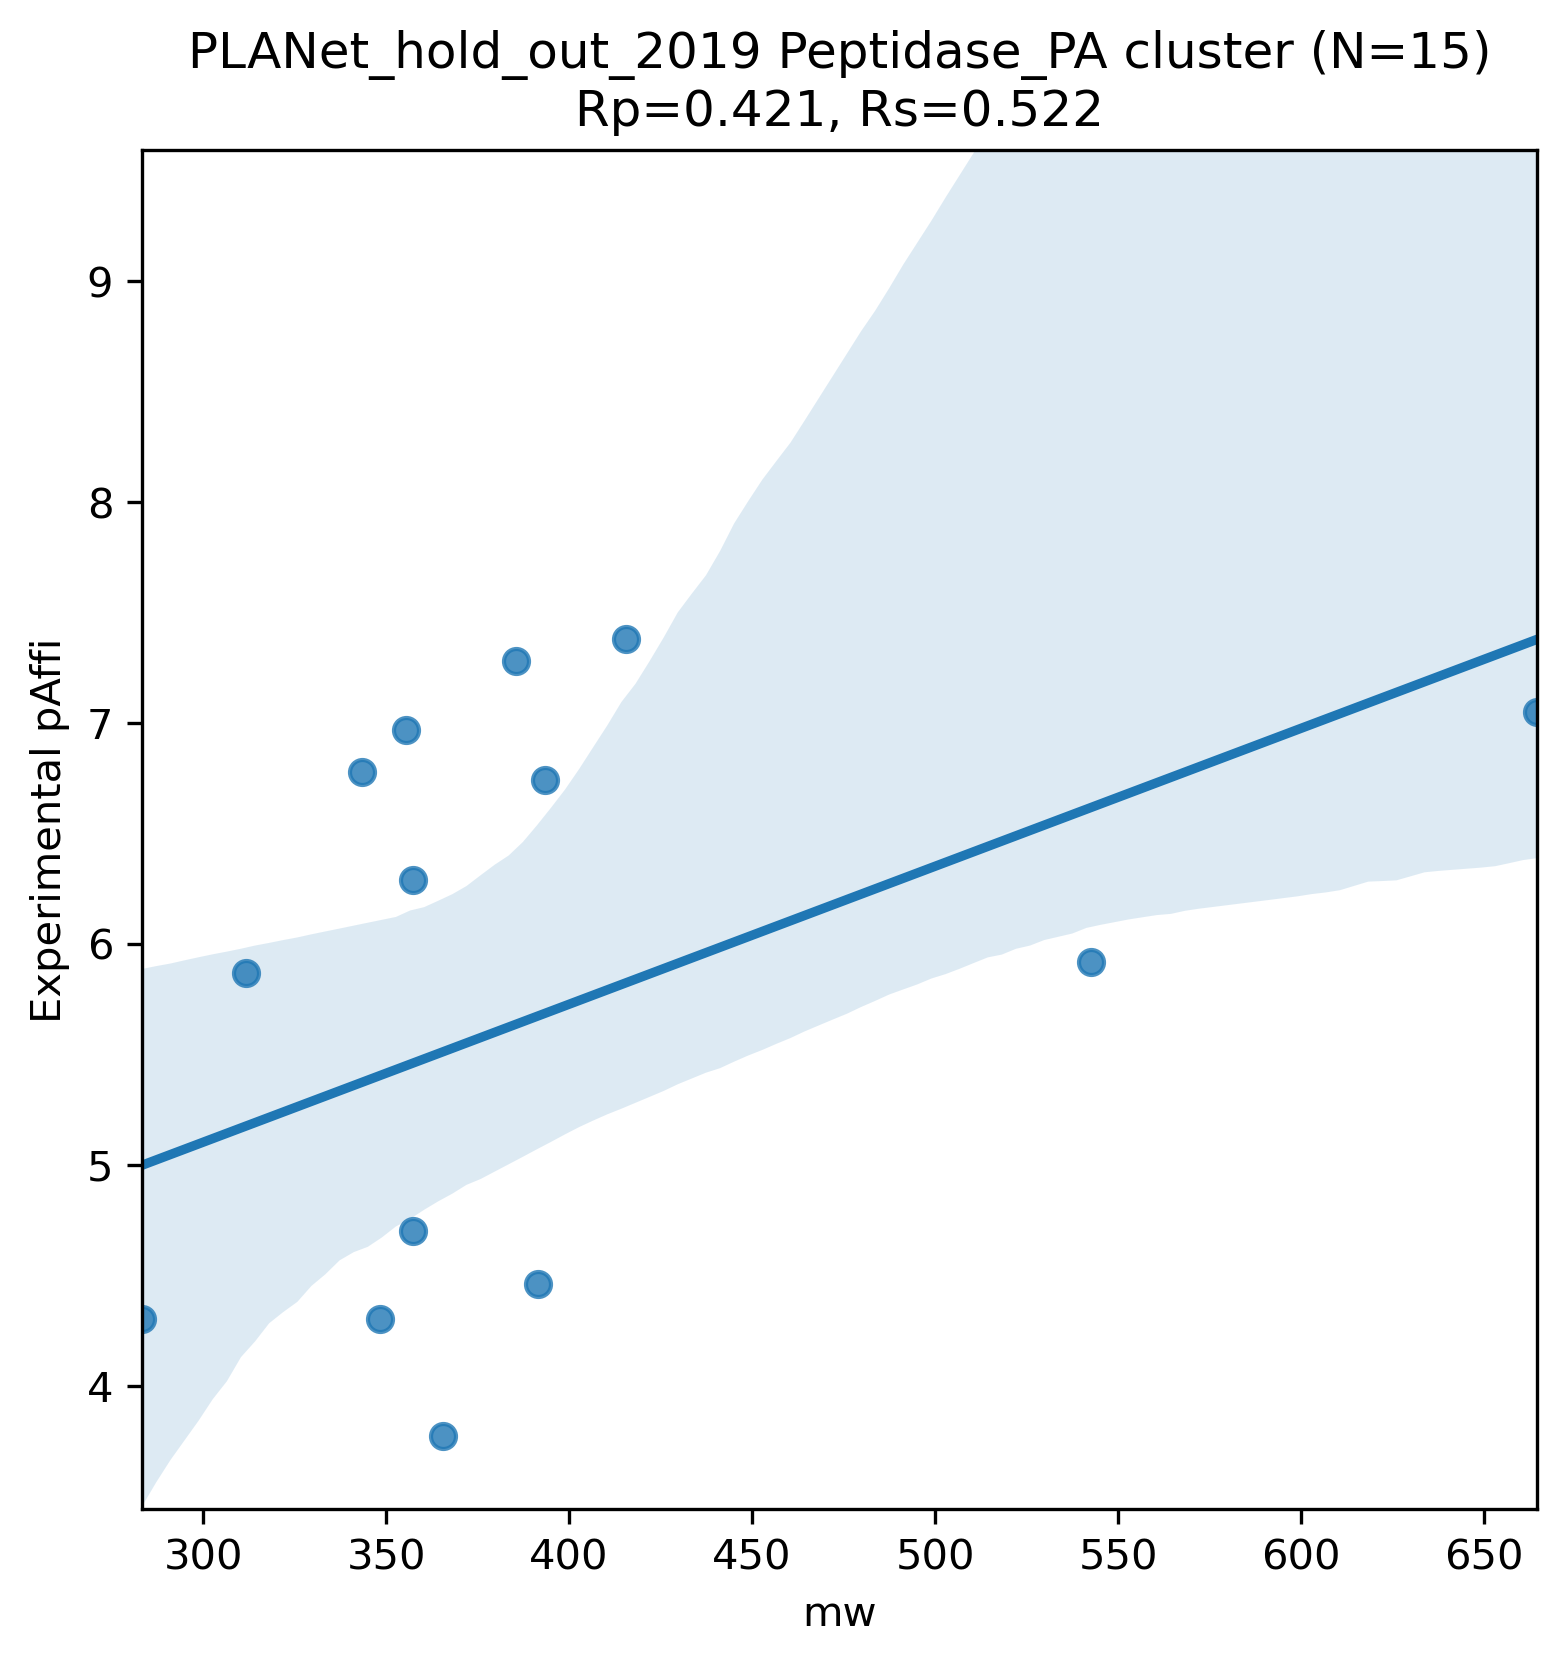 PLANet_hold_out_2019 Peptidase_PA cluster (N=15)
Rp=0.421, Rs=0.522
Experimental pAffi
9
8
7
6
5
4
300 350 400 450 500 550 600 650
mw